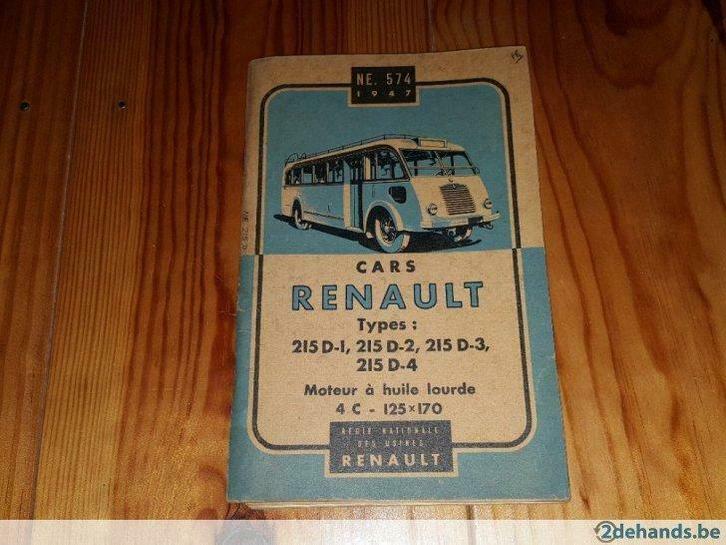 NE. 574
1947
CARS
RENAULT
Types :
215 D-1, 215 D-2, 215 D-3,
215 D-4
Moteur à huile lourde
4 C - 125×170
REGIE NATIONALE
DES USINES
RENAULT
2dehands.be